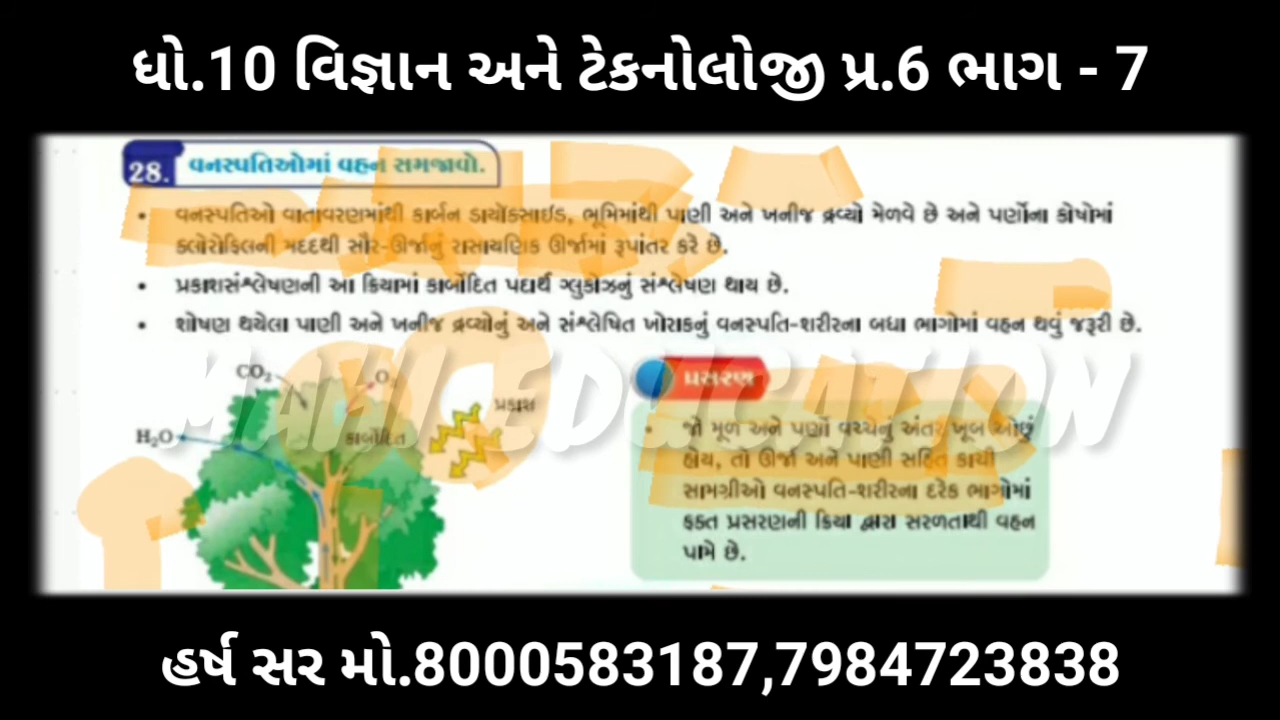 ધો.10 વિજ્ઞાન અને ટેકનોલોજી પ્ર.6 ભાગ - 7
28. વનસ્પતિઓમાં વહન સમજાવો.
• વનસ્પતિઓ વાતાવરણમાંથી કાર્બન ડાયૉક્સાઈડ, ભૂમિમાંથી પાણી અને ખનીજ દ્રવ્યો મેળવે છે અને પર્ણોના કોષોમાં
ક્લોરોફિલની મદદથી સૌર-ઊર્જાનું રાસાયણિક ઊર્જામાં રૂપાંતર કરે છે.
• પ્રકાશસંશ્લેષણની આ ક્રિયામાં કાર્બોદિત પદાર્થ ગ્લુકોઝનું સંશ્લેષણ થાય છે.
• શોષણ થયેલા પાણી અને ખનીજ દ્રવ્યોનું અને સંશ્લેષિત ખોરાકનું વનસ્પતિ-શરીરના બધા ભાગોમાં વહન થવું જરૂરી છે.
MAHI EDUCATION
CO₂
O₂
પ્રકાશ
H₂O
કાર્બોદિત
પ્રસરણ
• જો મૂળ અને પર્ણો વચ્ચેનું અંતર ખૂબ ઓછું
હોય, તો ઊર્જા અને પાણી સહિત કાચી
સામગ્રીઓ વનસ્પતિ-શરીરના દરેક ભાગોમાં
ફક્ત પ્રસરણની ક્રિયા દ્વારા સરળતાથી વહન
પામે છે.
હર્ષ સર મો.8000583187,7984723838